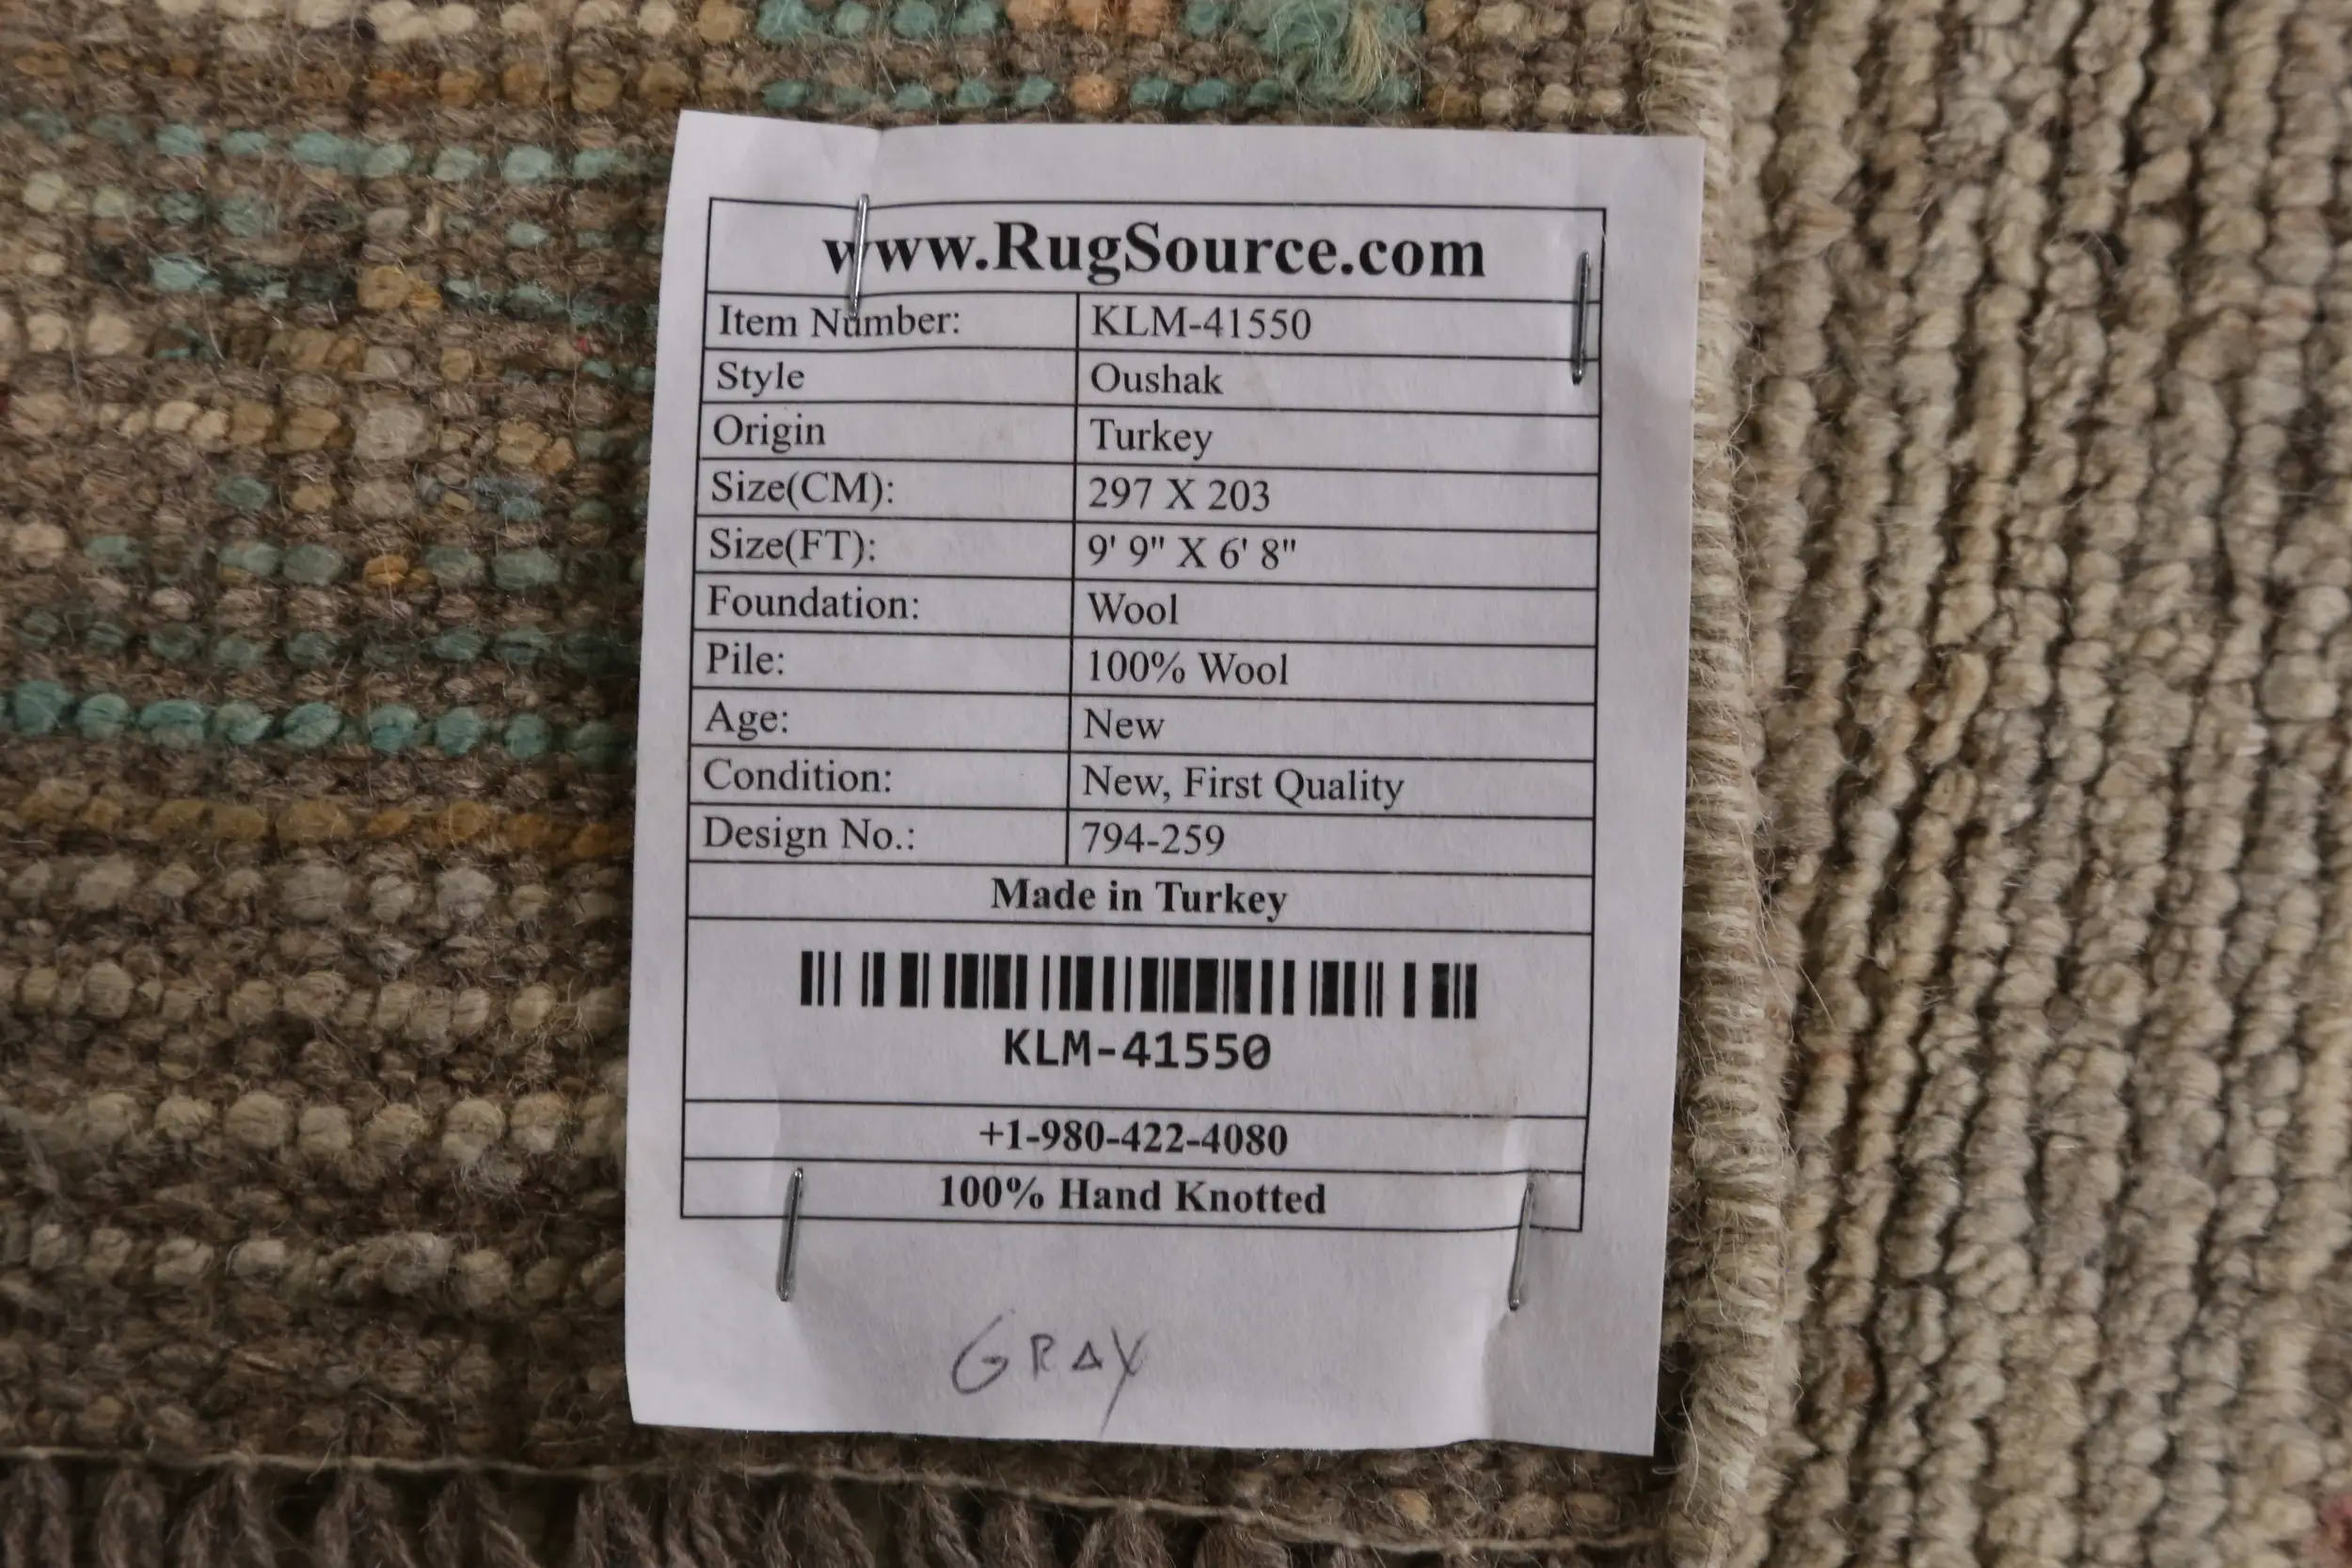 www.RugSource.com
Item Number: KLM-41550
Style Oushak
Origin Turkey
Size(CM): 297 X 203
Size(FT): 9' 9" X 6' 8"
Foundation: Wool
Pile: 100% Wool
Age: New
Condition: New, First Quality
Design No.: 794-259
Made in Turkey
KLM-41550
+1-980-422-4080
100% Hand Knotted
GRAY